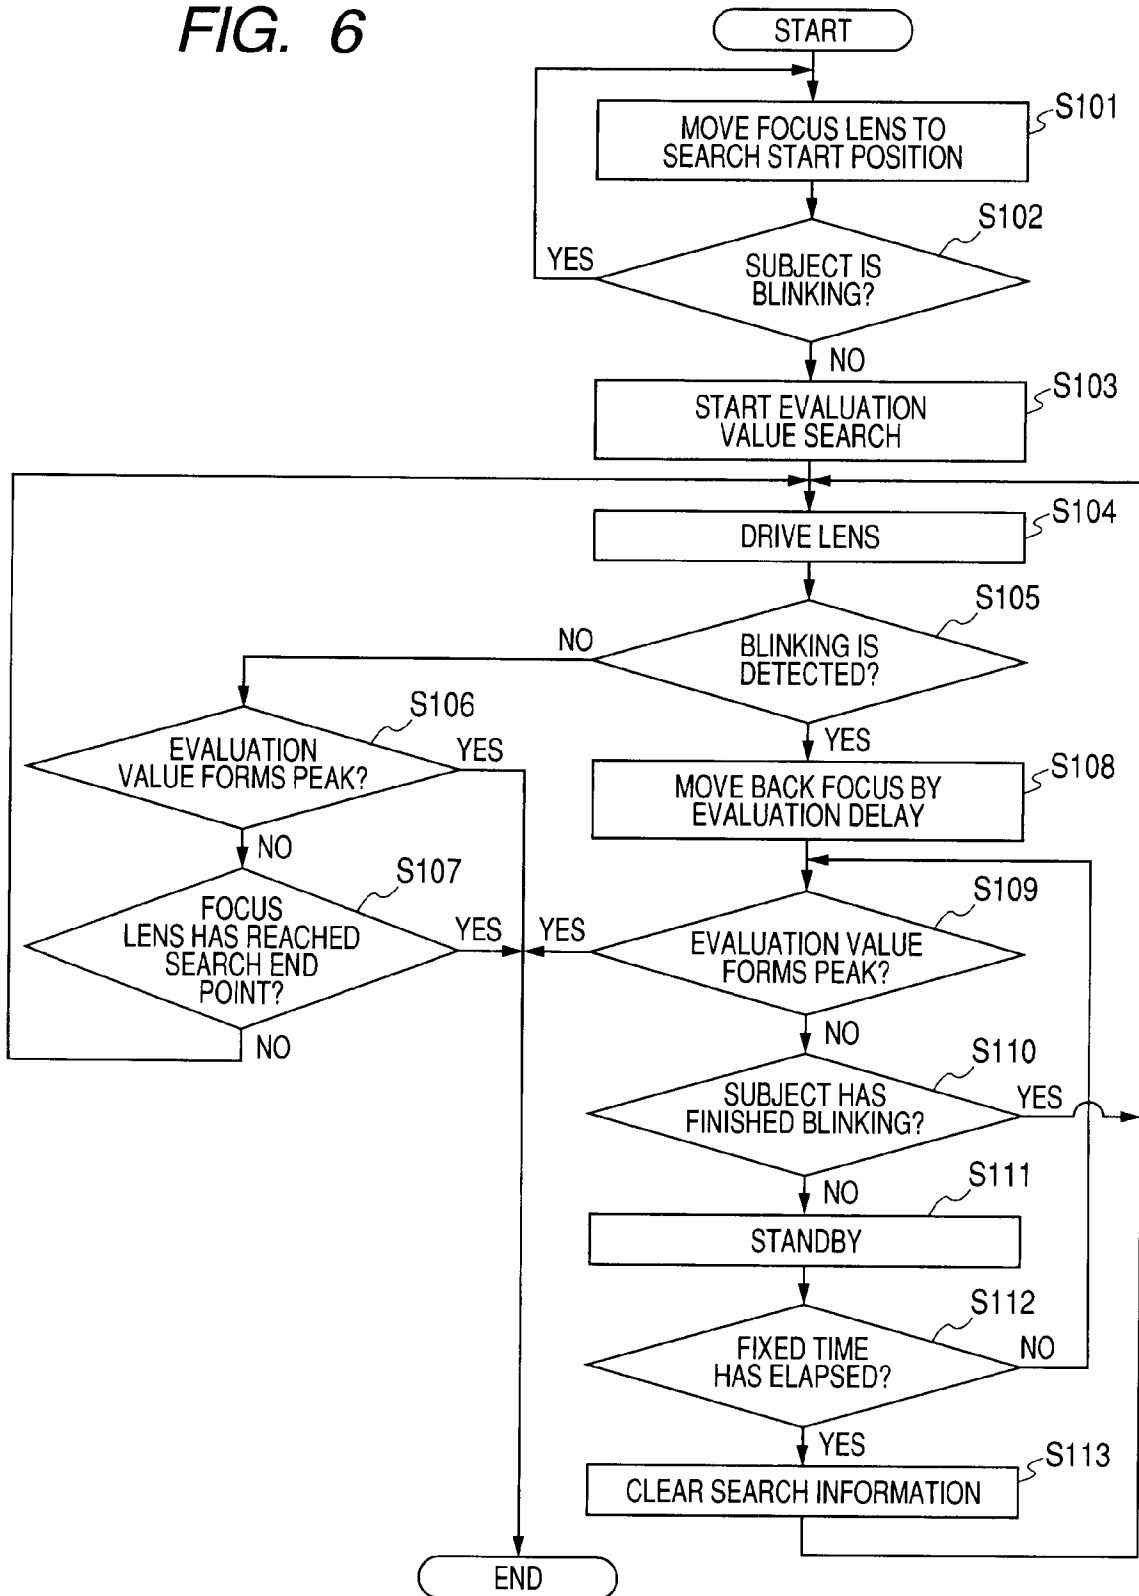 FIG. 6
START
S101
MOVE FOCUS LENS TO
SEARCH START POSITION
S102
YES
SUBJECT IS
BLINKING?
NO
S103
START EVALUATION
VALUE SEARCH
S104
DRIVE LENS
S105
NO
BLINKING IS
DETECTED?
YES
S106
EVALUATION
VALUE FORMS PEAK?
YES
NO
S108
MOVE BACK FOCUS BY
EVALUATION DELAY
S107
FOCUS
LENS HAS REACHED
SEARCH END
POINT?
YES
NO
S109
YES
EVALUATION VALUE
FORMS PEAK?
NO
S110
SUBJECT HAS
FINISHED BLINKING?
YES
NO
S111
STANDBY
S112
FIXED TIME
HAS ELAPSED?
NO
YES
S113
CLEAR SEARCH INFORMATION
END